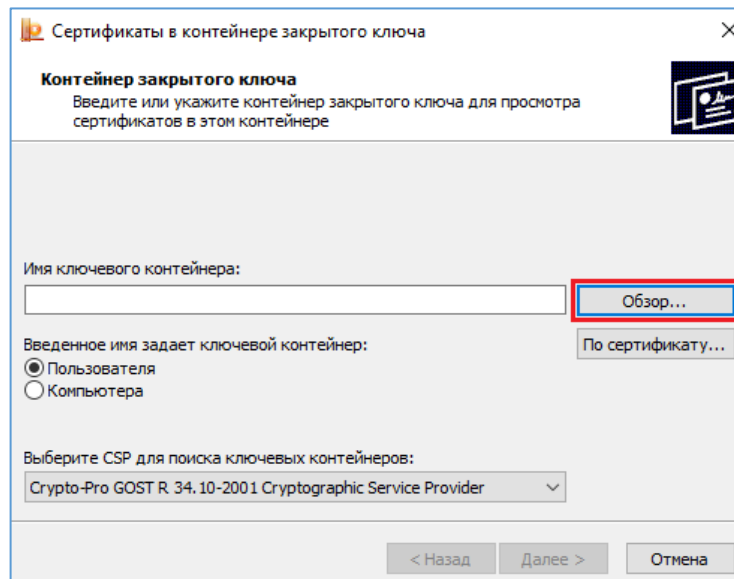 Сертификаты в контейнере закрытого ключа
Контейнер закрытого ключа
Введите или укажите контейнер закрытого ключа для просмотра
сертификатов в этом контейнере
Имя ключевого контейнера:
Обзор...
Введенное имя задает ключевой контейнер:
По сертификату...
Пользователя
Компьютера
Выберите CSP для поиска ключевых контейнеров:
Crypto-Pro GOST R 34.10-2001 Cryptographic Service Provider
< Назад
Далее >
Отмена